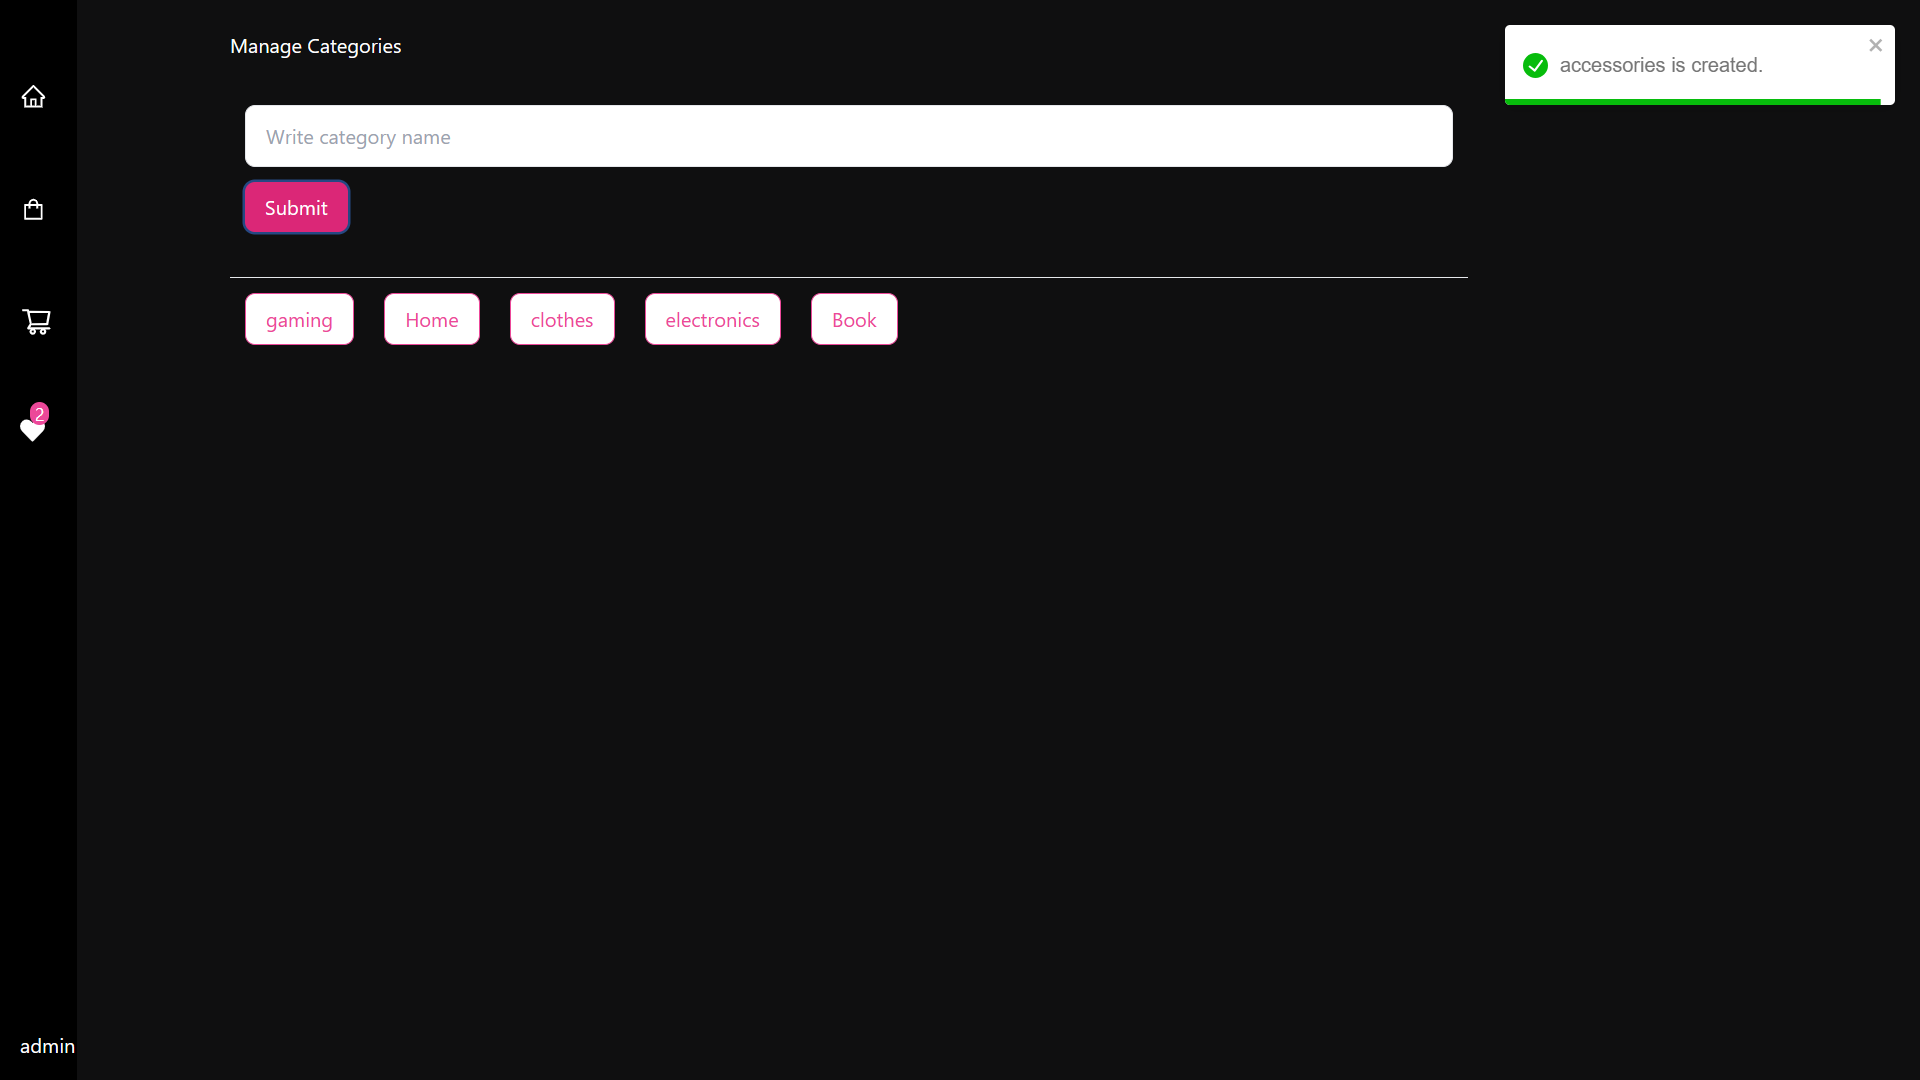 Manage Categories
accessories is created.
Write category name
Submit
gaming Home clothes electronics Book
2
admin